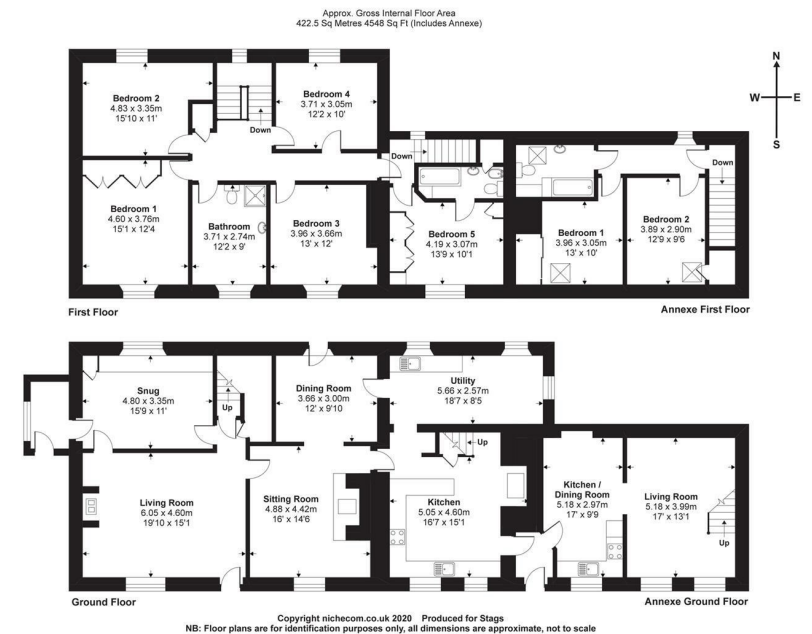 Approx. Gross Internal Floor Area
422.5 Sq Metres 4548 Sq Ft (Includes Annexe)
N
W
E
S
Bedroom 2
4.83 x 3.35m
15'10 x 11'
Down
Bedroom 4
3.71 x 3.05m
12'2 x 10'
Down
Down
Bedroom 1
4.60 x 3.76m
15'1 x 12'4
Bathroom
3.71 x 2.74m
12'2 x 9'
Bedroom 3
3.96 x 3.66m
13' x 12'
Bedroom 5
4.19 x 3.07m
13'9 x 10'1
Bedroom 1
3.96 x 3.05m
13' x 10'
Bedroom 2
3.89 x 2.90m
12'9 x 9'6
First Floor
Annexe First Floor
Snug
4.80 x 3.35m
15'9 x 11'
Up
Dining Room
3.66 x 3.00m
12' x 9'10
Utility
5.66 x 2.57m
18'7 x 8'5
Up
Living Room
6.05 x 4.60m
19'10 x 15'1
Sitting Room
4.88 x 4.42m
16' x 14'6
Kitchen
5.05 x 4.60m
16'7 x 15'1
Kitchen /
Dining Room
5.18 x 2.97m
17' x 9'9
Living Room
5.18 x 3.99m
17' x 13'1
Up
Ground Floor
Annexe Ground Floor
Copyright nichecom.co.uk 2020 Produced for Stags
NB: Floor plans are for identification purposes only, all dimensions are approximate, not to scale